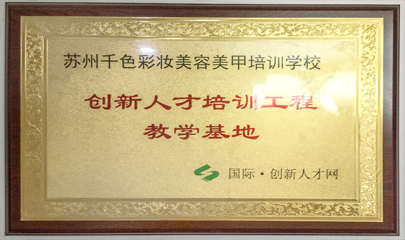 苏州千色彩妆美容美甲培训学校
创新人才培训工程
教学基地
国际·创新人才网